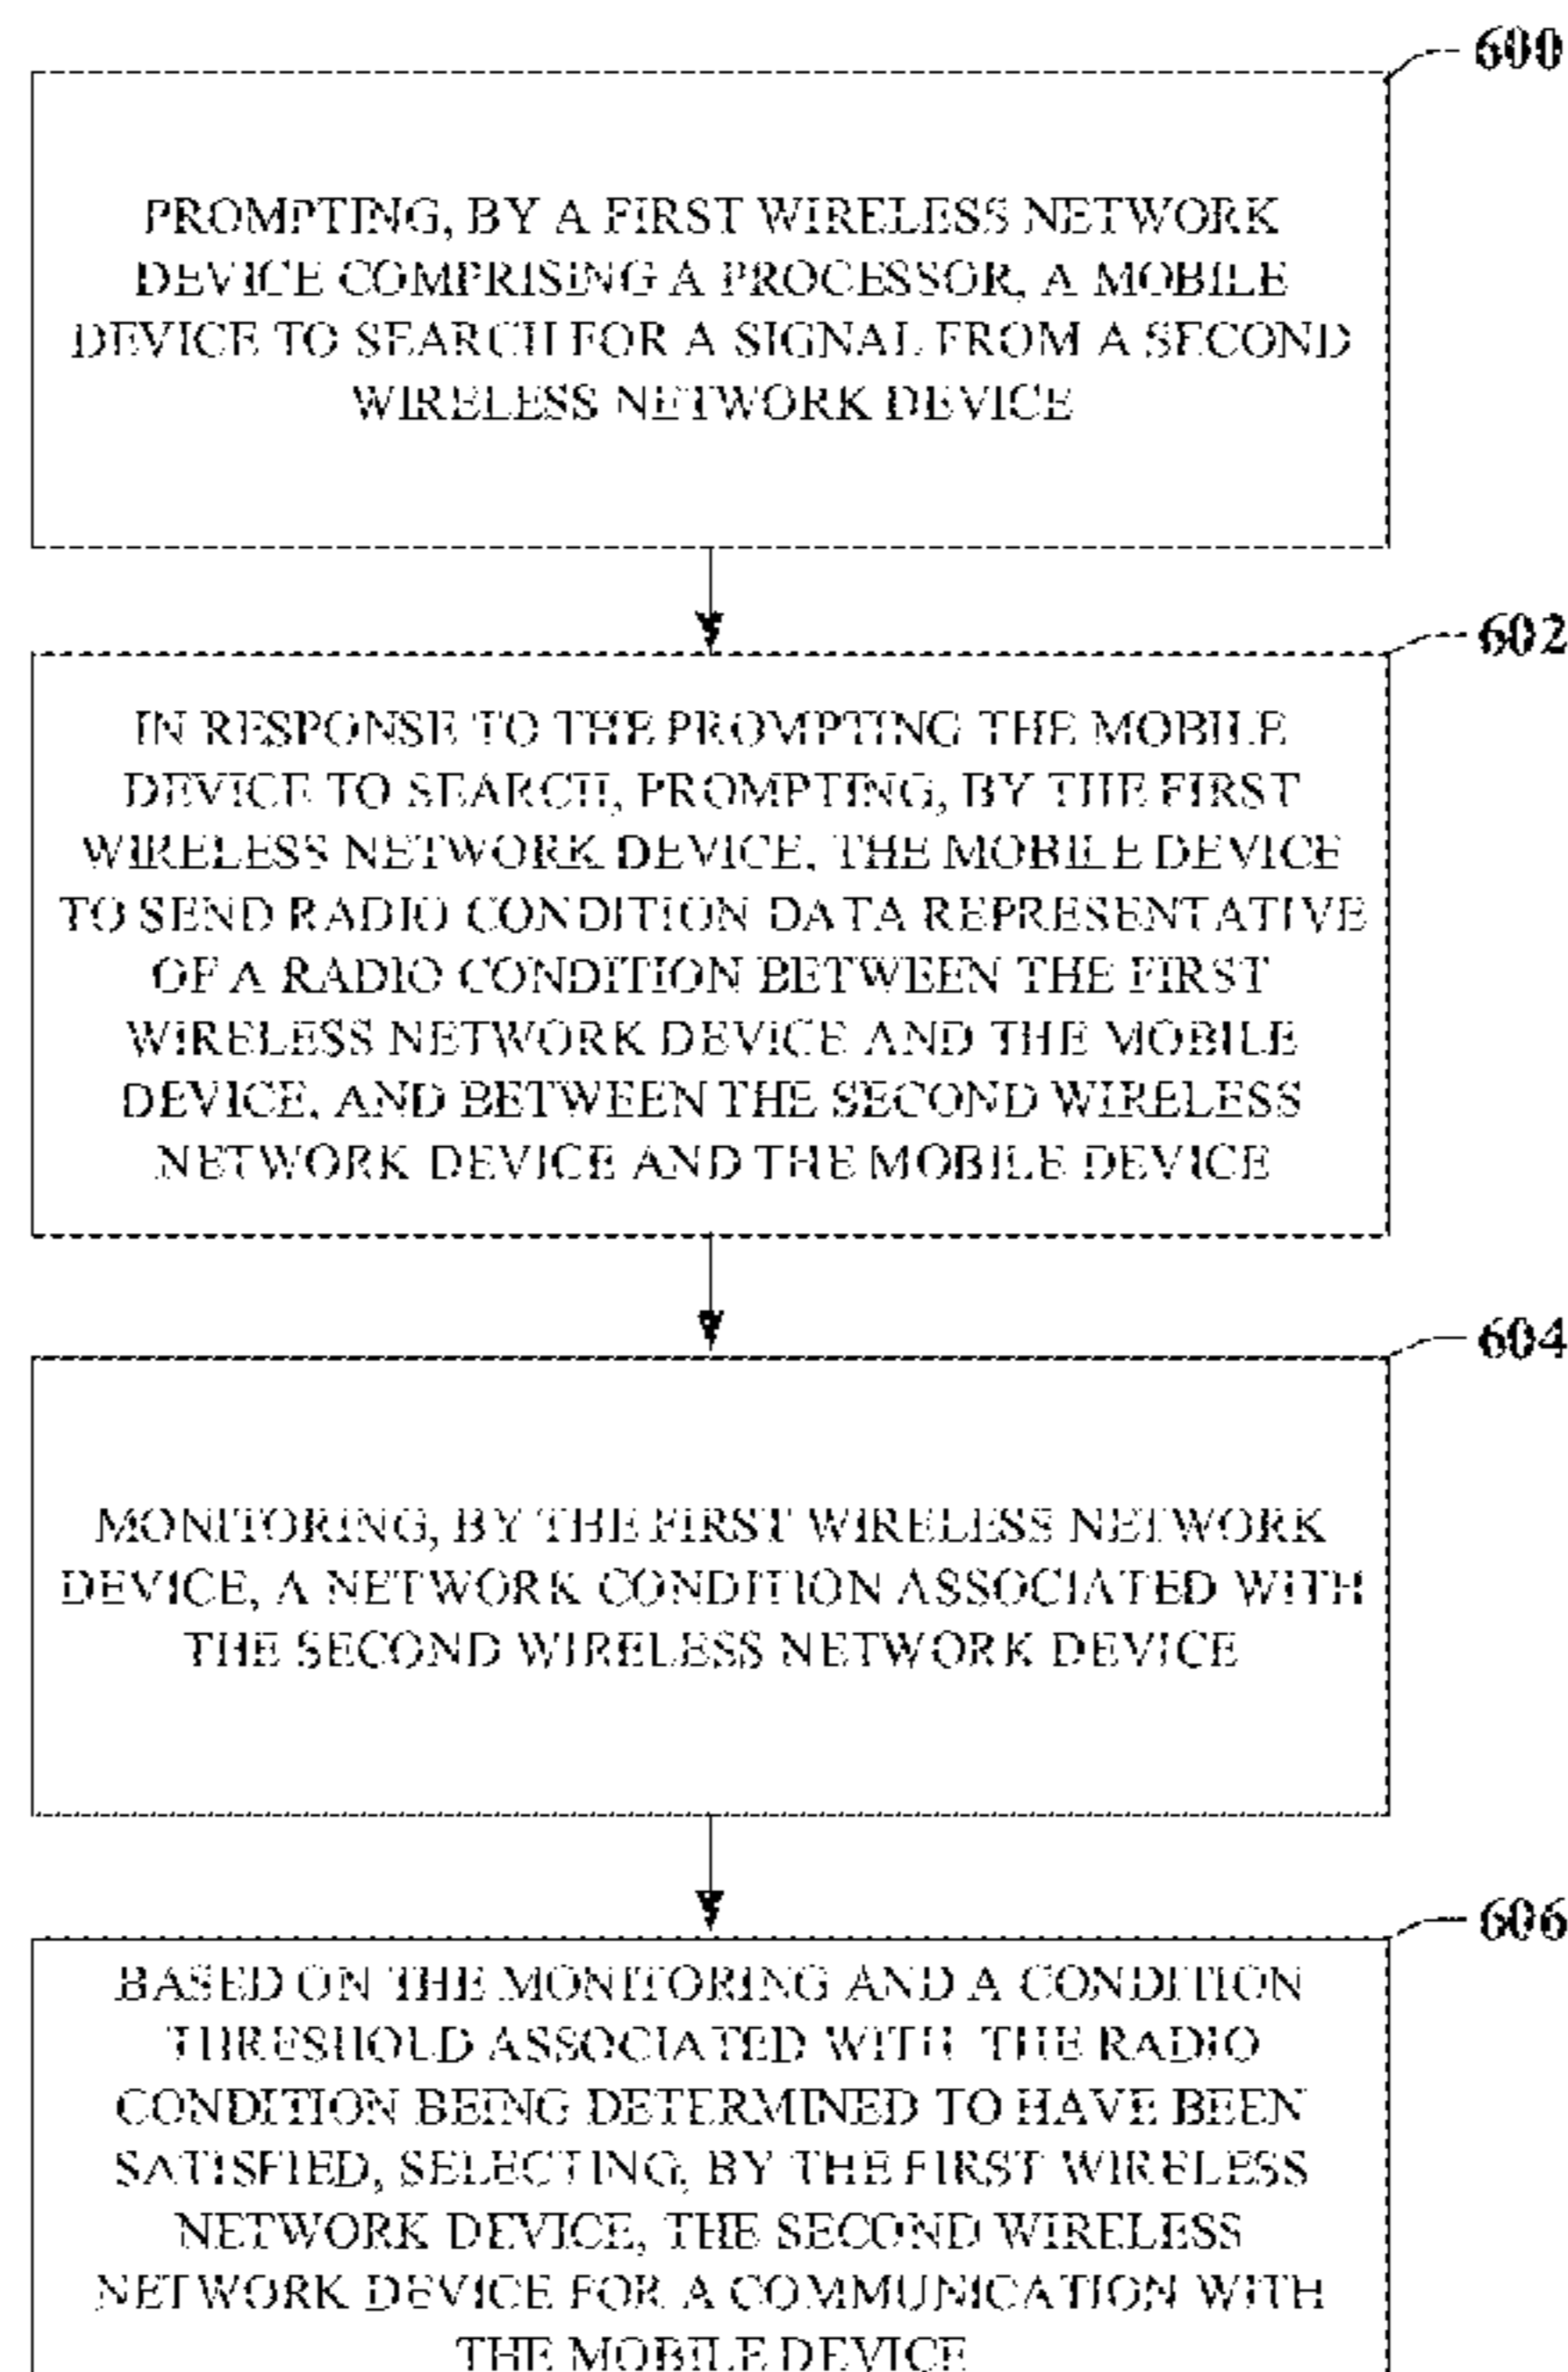 600
PROMPTING, BY A FIRST WIRELESS NETWORK
DEVICE COMPRISING A PROCESSOR, A MOBILE
DEVICE TO SEARCH FOR A SIGNAL FROM A SECOND
WIRELESS NETWORK DEVICE
602
IN RESPONSE TO THE PROMPTING THE MOBILE
DEVICE TO SEARCH, PROMPTING, BY THE FIRST
WIRELESS NETWORK DEVICE, THE MOBILE DEVICE
TO SEND RADIO CONDITION DATA REPRESENTATIVE
OF A RADIO CONDITION BETWEEN THE FIRST
WIRELESS NETWORK DEVICE AND THE MOBILE
DEVICE, AND BETWEEN THE SECOND WIRELESS
NETWORK DEVICE AND THE MOBILE DEVICE
604
MONITORING, BY THE FIRST WIRELESS NETWORK
DEVICE, A NETWORK CONDITION ASSOCIATED WITH
THE SECOND WIRELESS NETWORK DEVICE
606
BASED ON THE MONITORING AND A CONDITION
THRESHOLD ASSOCIATED WITH THE RADIO
CONDITION BEING DETERMINED TO HAVE BEEN
SATISFIED, SELECTING, BY THE FIRST WIRELESS
NETWORK DEVICE, THE SECOND WIRELESS
NETWORK DEVICE FOR A COMMUNICATION WITH
THE MOBILE DEVICE